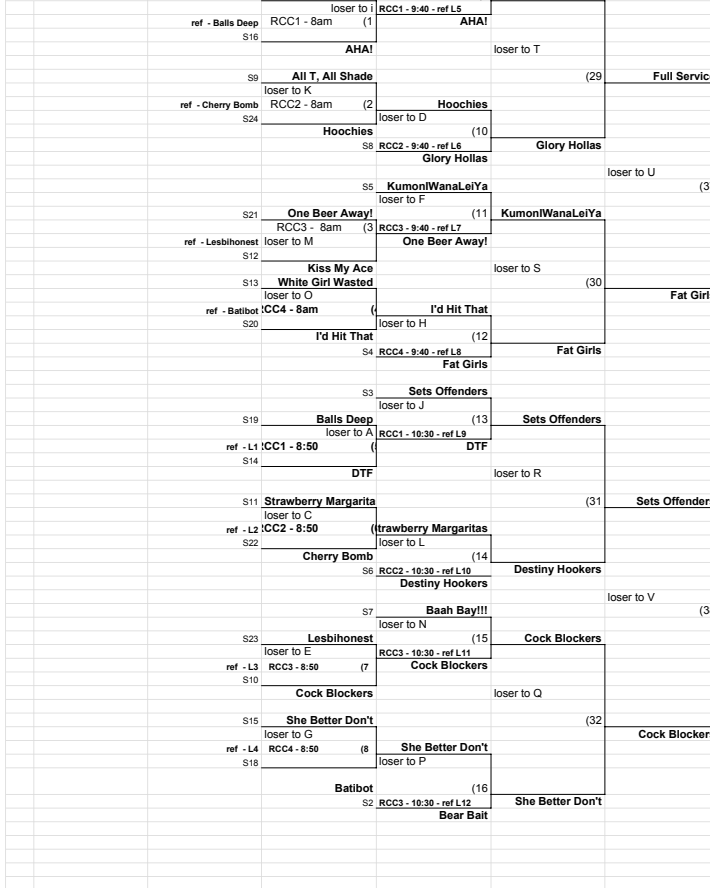 loser to i RCC1 - 9:40 - ref L5
ref - Balls Deep RCC1 - 8am (1 AHA!
S16
AHA! loser to T
S9 All T, All Shade (29 Full Servic
loser to K
ref - Cherry Bomb RCC2 - 8am (2 Hoochies
S24 loser to D
Hoochies (10
S8 RCC2 - 9:40 - ref L6 Glory Hollas
Glory Hollas
loser to U
S5 KumonIWanaLeiYa (3
loser to F
S21 One Beer Away! (11 KumonIWanaLeiYa
RCC3 - 8am (3 RCC3 - 9:40 - ref L7
ref - Lesbihonest loser to M One Beer Away!
S12
Kiss My Ace loser to S
S13 White Girl Wasted (30
loser to O Fat Girl
ref - Batibot RCC4 - 8am ( I'd Hit That
S20 loser to H
I'd Hit That (12
S4 RCC4 - 9:40 - ref L8 Fat Girls
Fat Girls
S3 Sets Offenders
loser to J
S19 Balls Deep (13 Sets Offenders
loser to A RCC1 - 10:30 - ref L9
ref - L1 CC1 - 8:50 ( DTF
S14
DTF loser to R
S11 Strawberry Margarita (31 Sets Offender
loser to C
ref - L2 CC2 - 8:50 ( trawberry Margaritas
S22 loser to L
Cherry Bomb (14
S6 RCC2 - 10:30 - ref L10 Destiny Hookers
Destiny Hookers
loser to V
S7 Baah Bay!!! (3
loser to N
S23 Lesbihonest (15 Cock Blockers
loser to E RCC3 - 10:30 - ref L11
ref - L3 RCC3 - 8:50 (7 Cock Blockers
S10
Cock Blockers loser to Q
S15 She Better Don't (32
loser to G Cock Blocker
ref - L4 RCC4 - 8:50 (8 She Better Don't
S18 loser to P
Batibot (16
S2 RCC3 - 10:30 - ref L12 She Better Don't
Bear Bait